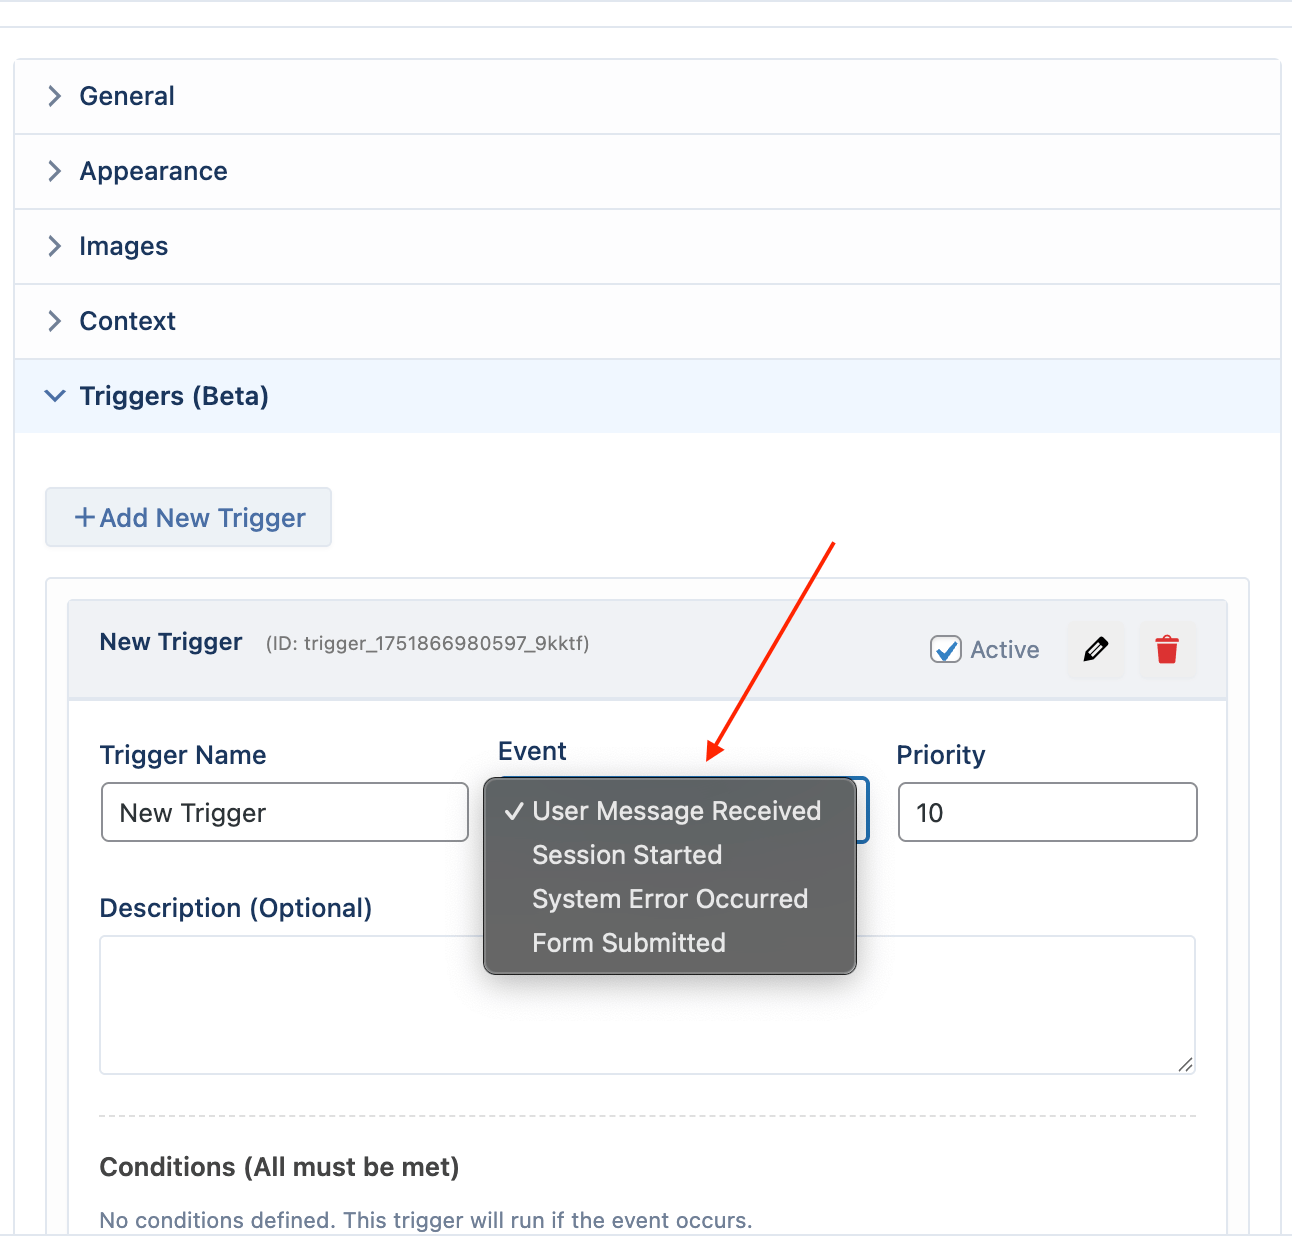 General
Appearance
Images
Context
Triggers (Beta)
+ Add New Trigger
New Trigger (ID: trigger_1751866980597_9kktf)
Active
Trigger Name
Event
Priority
New Trigger
✓ User Message Received
Session Started
System Error Occurred
Form Submitted
10
Description (Optional)
Conditions (All must be met)
No conditions defined. This trigger will run if the event occurs.